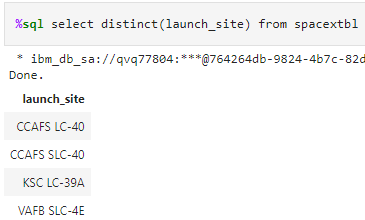 %sql select distinct(launch_site) from spacextbl
* ibm_db_sa://qvq77804:***@764264db-9824-4b7c-82d
Done.
launch_site
CCAFS LC-40
CCAFS SLC-40
KSC LC-39A
VAFB SLC-4E